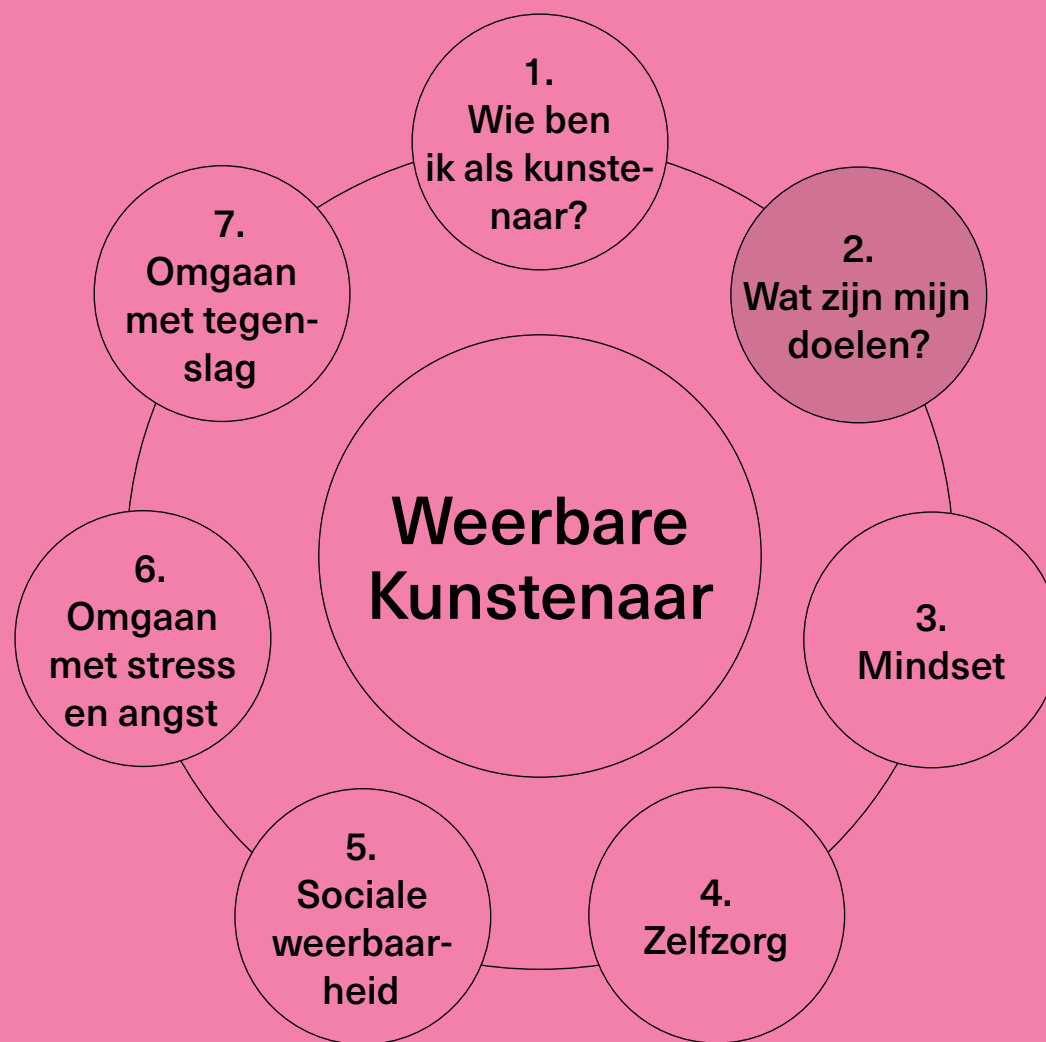 1.
Wie ben
ik als kunste-
naar?
2.
Wat zijn mijn
doelen?
3.
Mindset
4.
Zelfzorg
5.
Sociale
weerbaar-
heid
6.
Omgaan
met stress
en angst
7.
Omgaan
met tegen-
slag
Weerbare
Kunstenaar